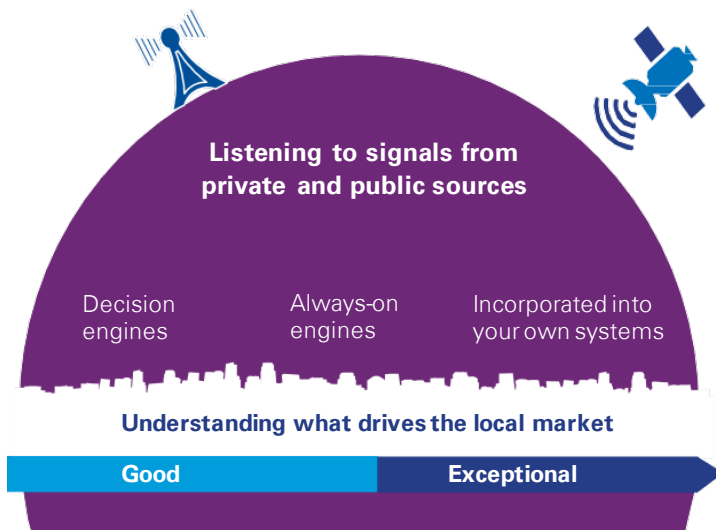 Listening to signals from
private and public sources
Decision
engines
Always-on
engines
Incorporated into
your own systems
Understanding what drives the local market
Good
Exceptional